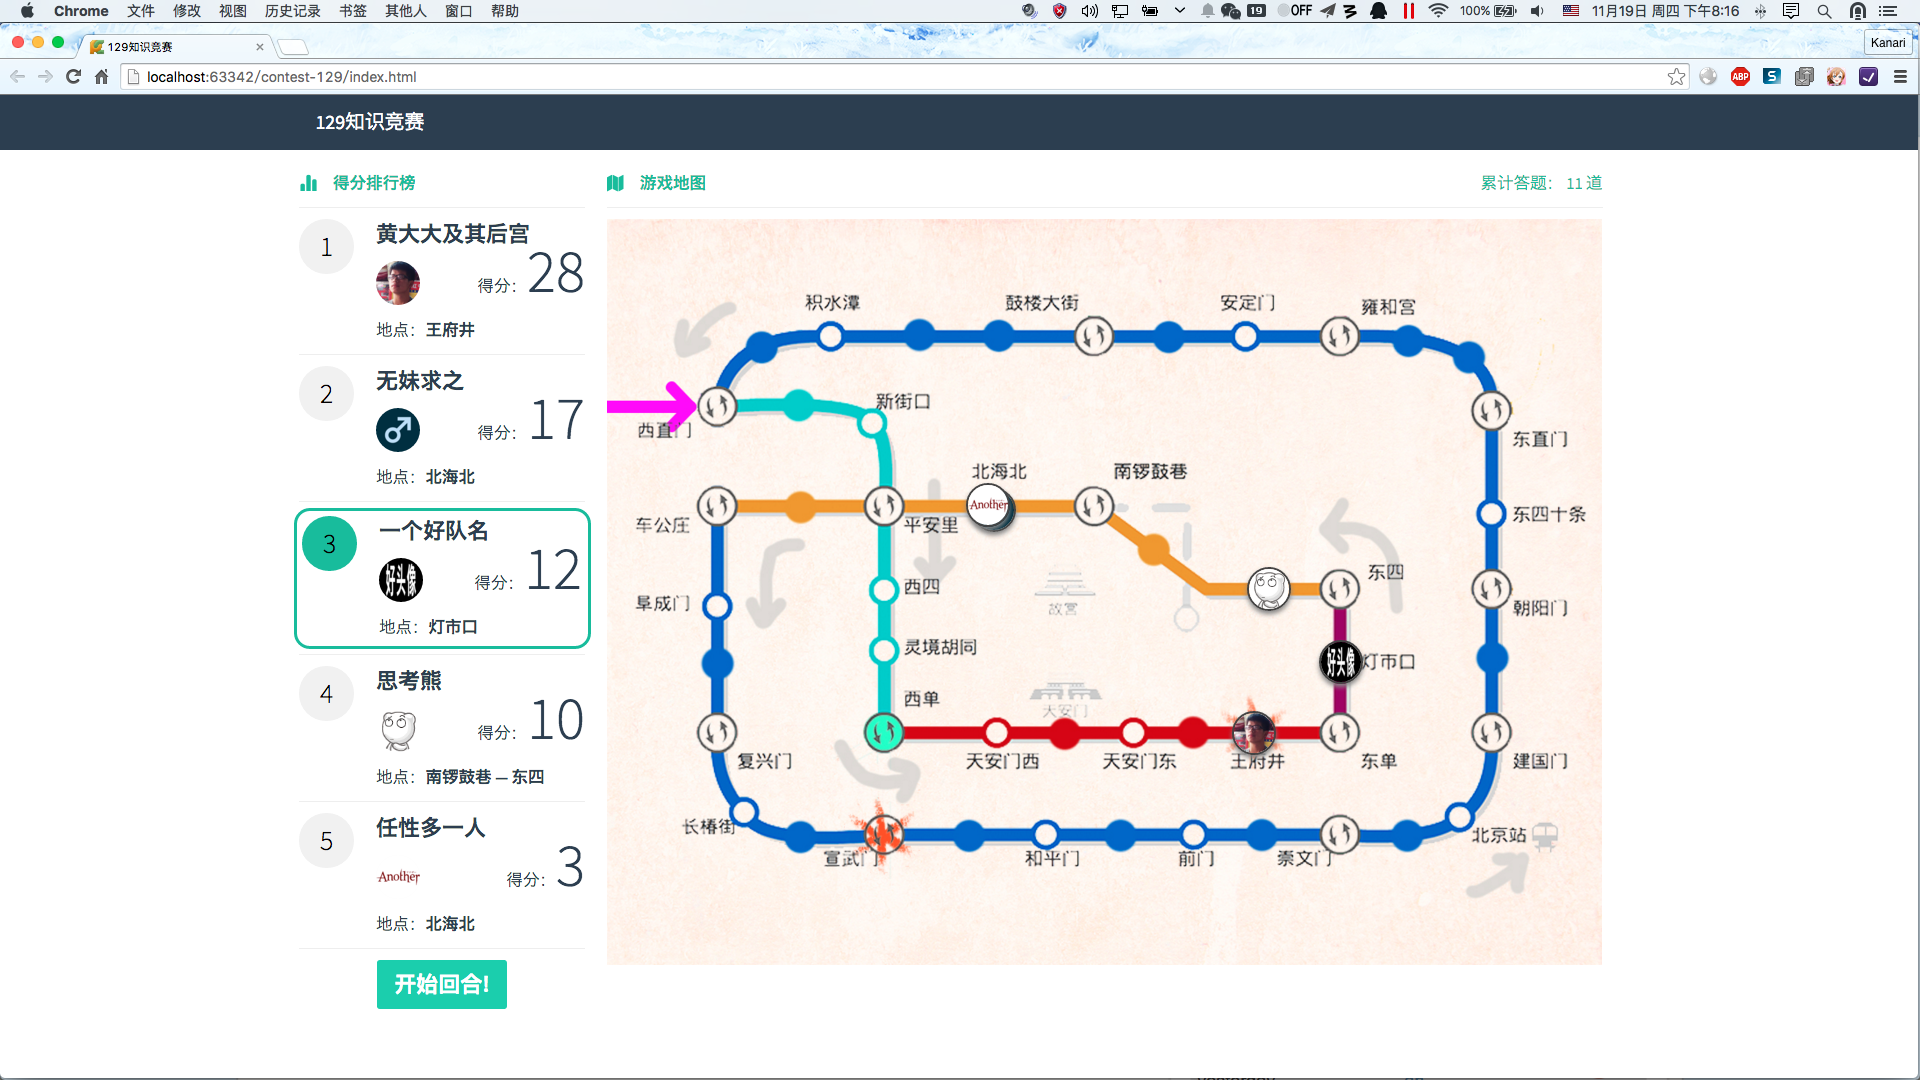 Chrome 文件 修改 视图 历史记录 书签 其他人 窗口 帮助
19 OFF 100% 11月19日 周四 下午8:16
129知识竞赛
Kanari
localhost:63342/contest-129/index.html
ABP
S
129知识竞赛
得分排行榜
1
黄大大及其后宫
得分: 28
地点: 王府井
2
无妹求之
得分: 17
地点: 北海北
3
一个好队名
好头像
得分: 12
地点: 灯市口
4
思考熊
得分: 10
地点: 南锣鼓巷 — 东四
5
任性多一人
Another
得分: 3
地点: 北海北
开始回合!
游戏地图
累计答题: 11 道
积水潭
鼓楼大街
安定门
雍和宫
新街口
西直门
东直门
北海北
南锣鼓巷
Another
车公庄
平安里
东四十条
东四
西四
故宫
阜成门
朝阳门
灵境胡同
好头像
灯市口
西单
天安门
复兴门
天安门西
天安门东
王府井
东单
建国门
长椿街
宣武门
和平门
前门
崇文门
北京站